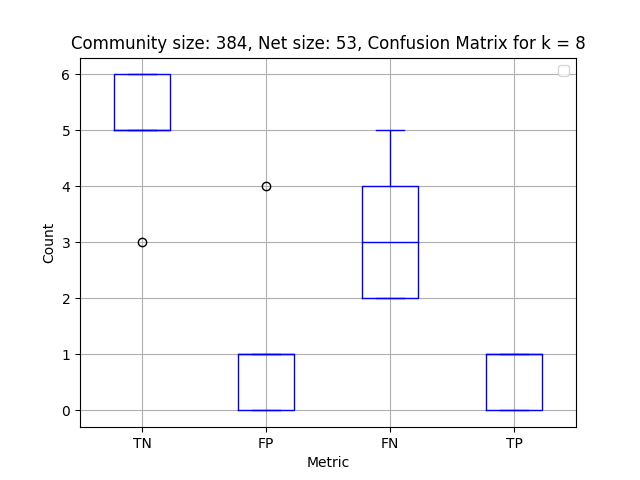 Community size: 384, Net size: 53, Confusion Matrix for k = 8
6
5
4
3
2
1
0
Count
TN FP FN TP
Metric